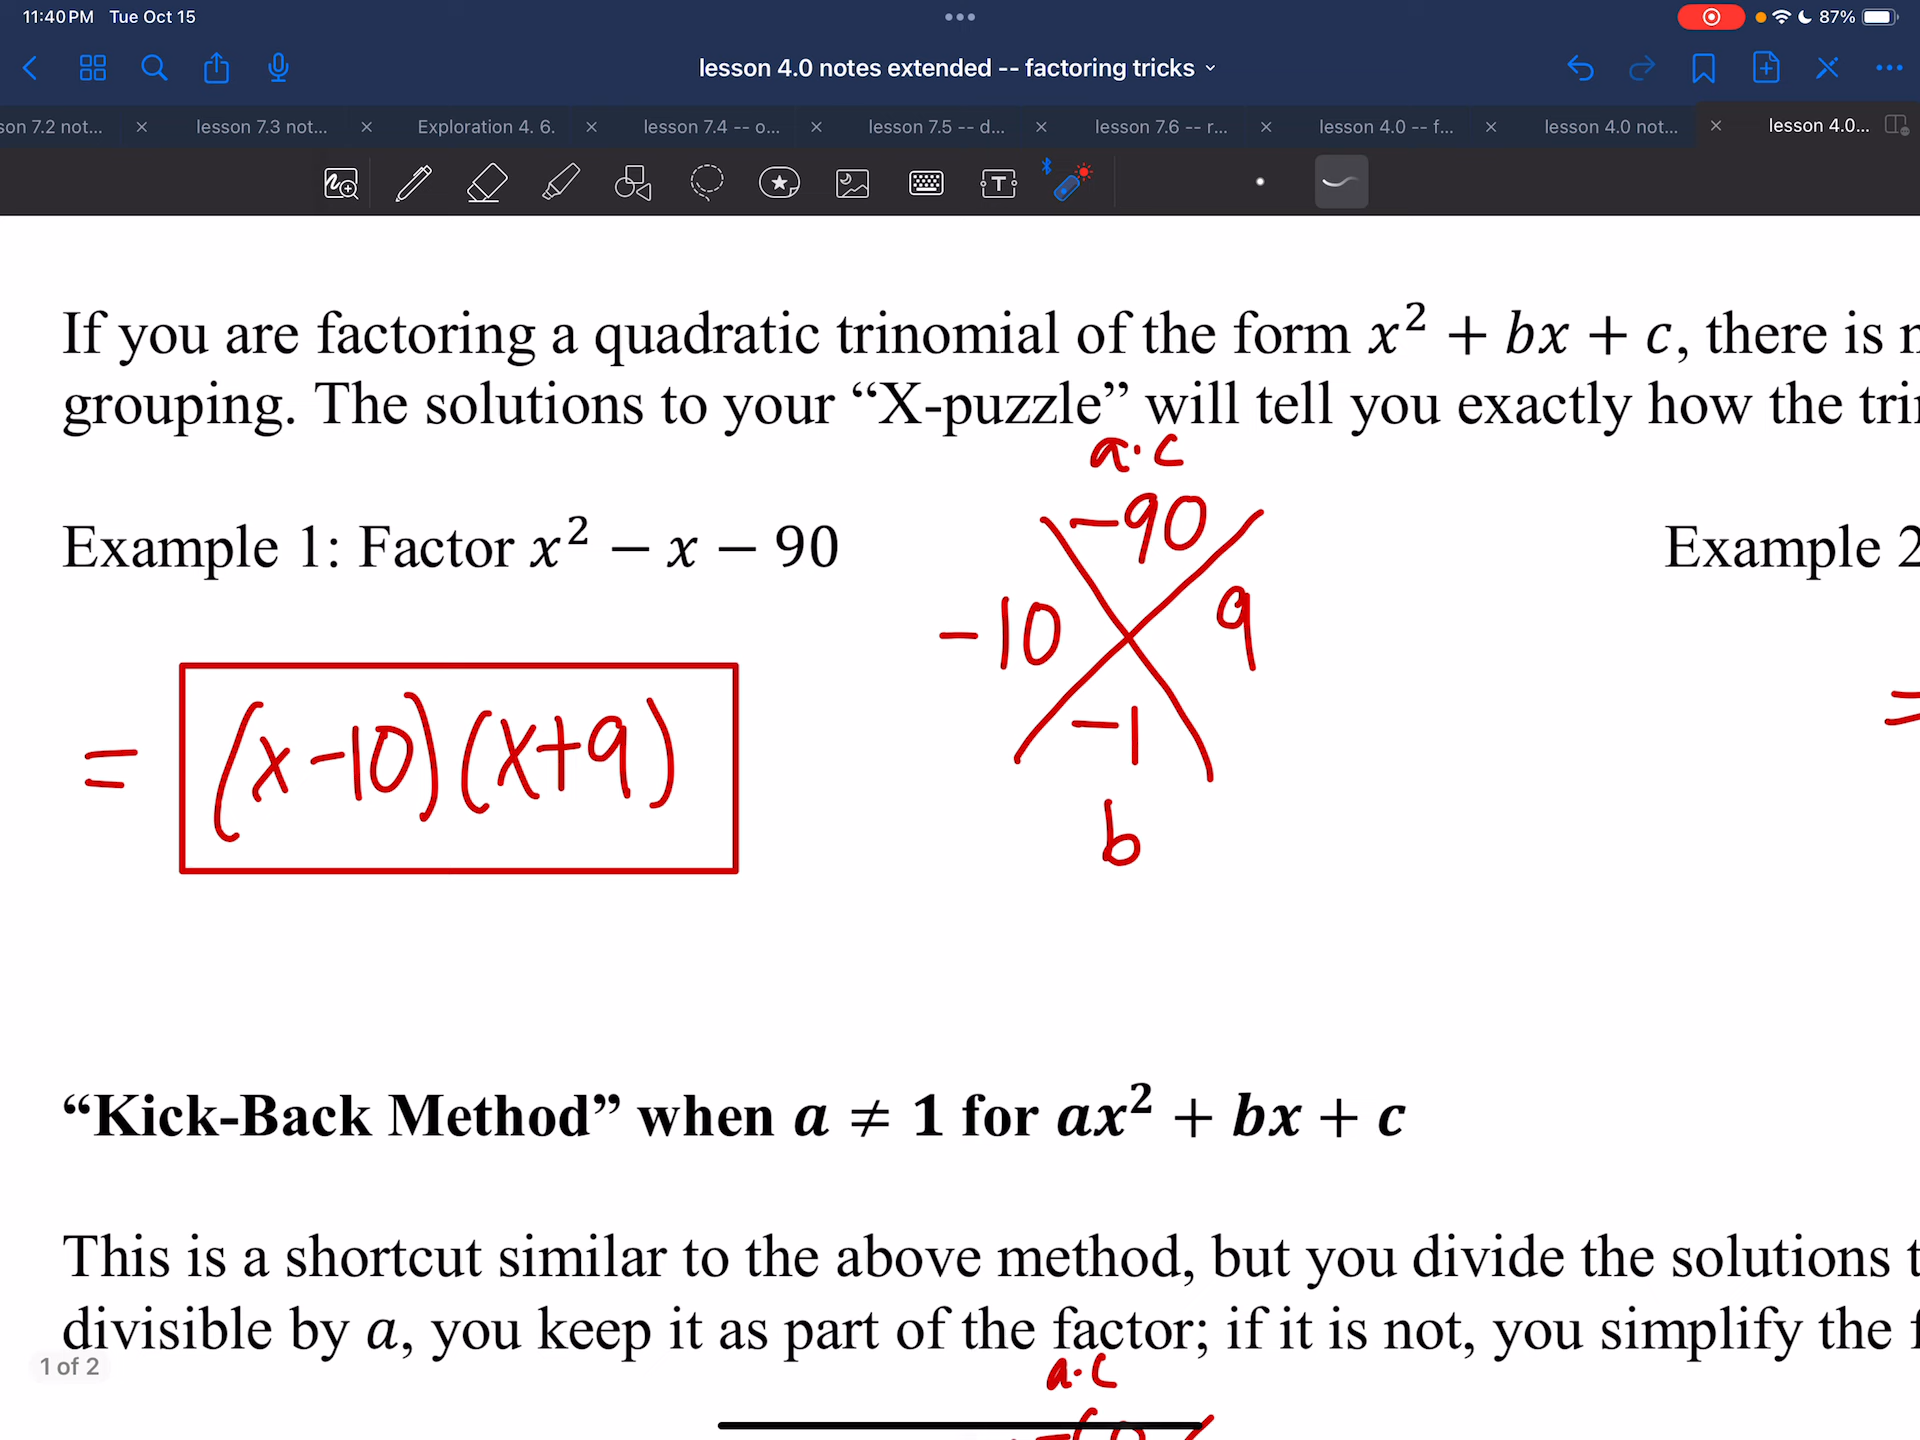 11:40 PM Tue Oct 15
87%
lesson 4.0 notes extended -- factoring tricks
son 7.2 not... lesson 7.3 not... Exploration 4. 6. lesson 7.4 -- o... lesson 7.5 -- d... lesson 7.6 -- r... lesson 4.0 -- f... lesson 4.0 not... lesson 4.0...
If you are factoring a quadratic trinomial of the form x² + bx + c, there is
grouping. The solutions to your “X-puzzle” will tell you exactly how the tri
a·c
-90
Example 1: Factor x² − x − 90
Example 2
-10 9
-1
b
= (x-10)(x+9)
=
“Kick-Back Method” when a ≠ 1 for ax² + bx + c
This is a shortcut similar to the above method, but you divide the solutions t
divisible by a, you keep it as part of the factor; if it is not, you simplify the f
1 of 2
a·c